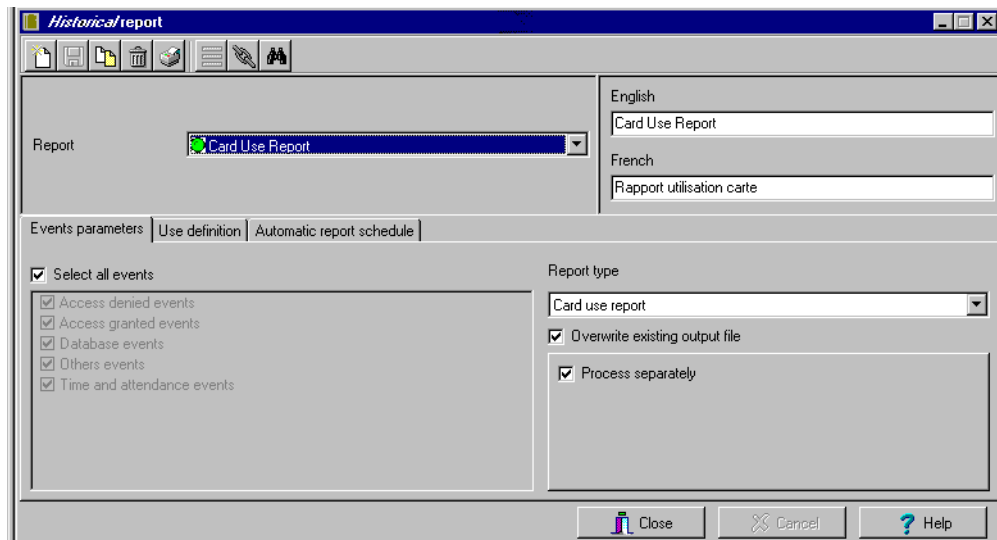 Historical report
English
Card Use Report
Report
Card Use Report
French
Rapport utilisation carte
Events parameters
Use definition
Automatic report schedule
Select all events
Access denied events
Access granted events
Database events
Others events
Time and attendance events
Report type
Card use report
Overwrite existing output file
Process separately
Close
Cancel
Help